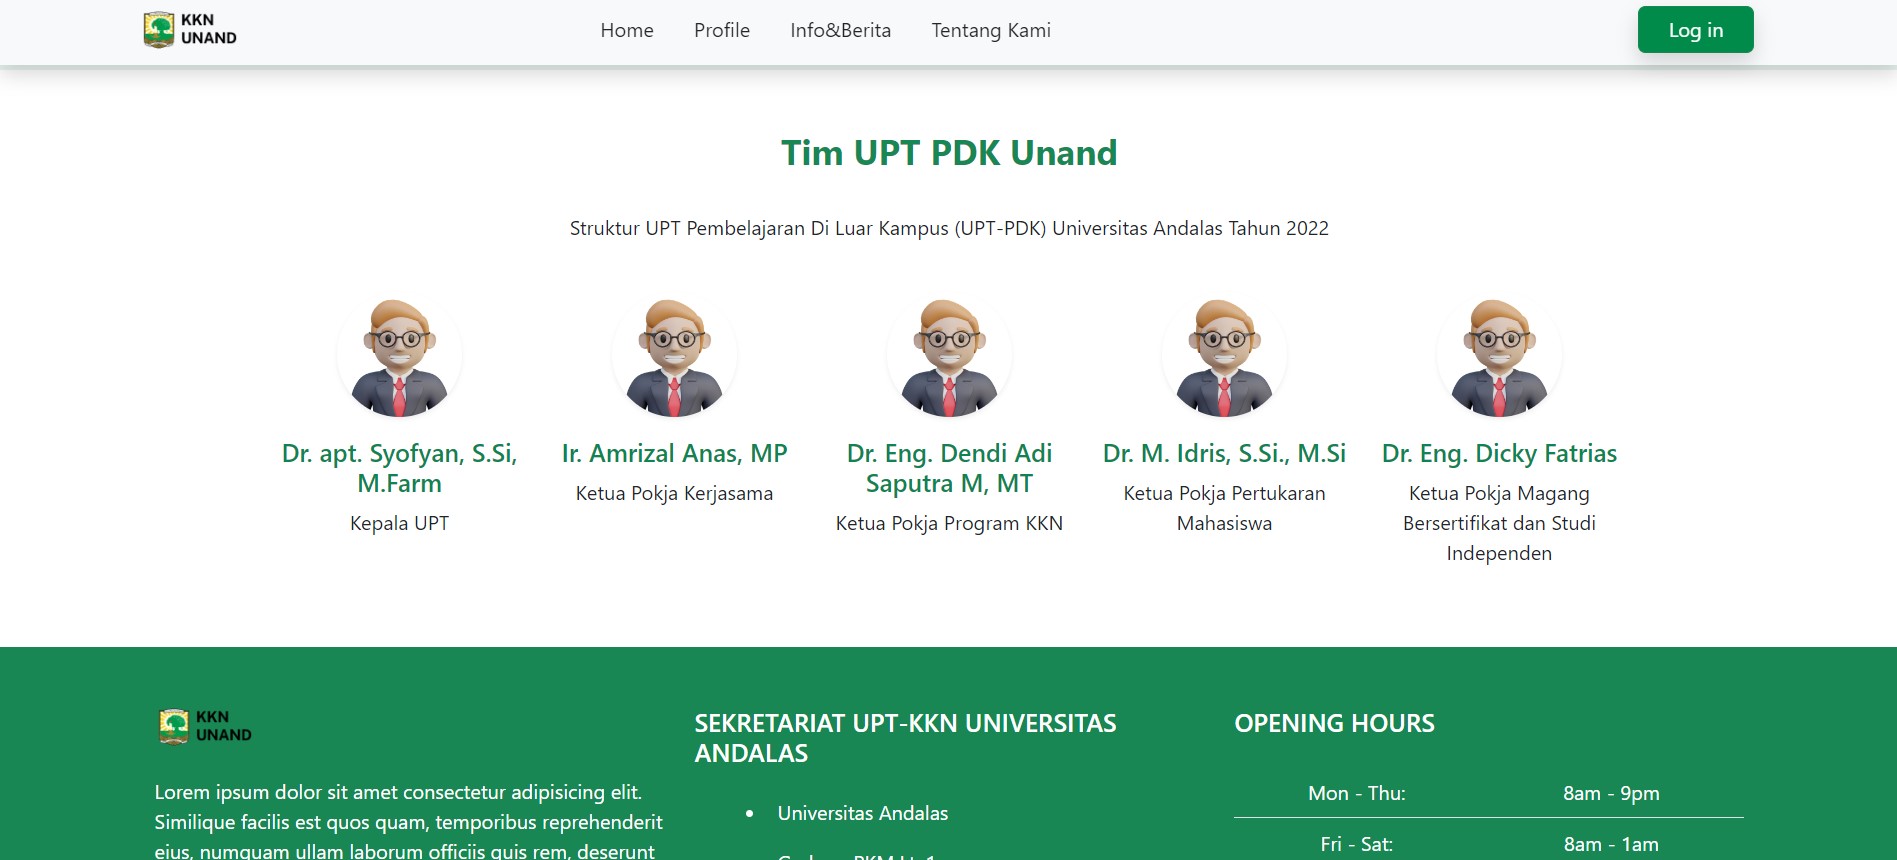 KKN
UNAND
Home
Profile
Info&Berita
Tentang Kami
Log in
Tim UPT PDK Unand
Struktur UPT Pembelajaran Di Luar Kampus (UPT-PDK) Universitas Andalas Tahun 2022
Dr. apt. Syofyan, S.Si,
M.Farm
Kepala UPT
Ir. Amrizal Anas, MP
Ketua Pokja Kerjasama
Dr. Eng. Dendi Adi
Saputra M, MT
Ketua Pokja Program KKN
Dr. M. Idris, S.Si., M.Si
Ketua Pokja Pertukaran
Mahasiswa
Dr. Eng. Dicky Fatrias
Ketua Pokja Magang
Bersertifikat dan Studi
Independen
KKN
UNAND
Lorem ipsum dolor sit amet consectetur adipisicing elit.
Similique facilis est quos quam, temporibus reprehenderit
eius, numquam ullam laborum officiis quis rem, deserunt
SEKRETARIAT UPT-KKN UNIVERSITAS
ANDALAS
• Universitas Andalas
OPENING HOURS
Mon - Thu: 8am - 9pm
Fri - Sat: 8am - 1am